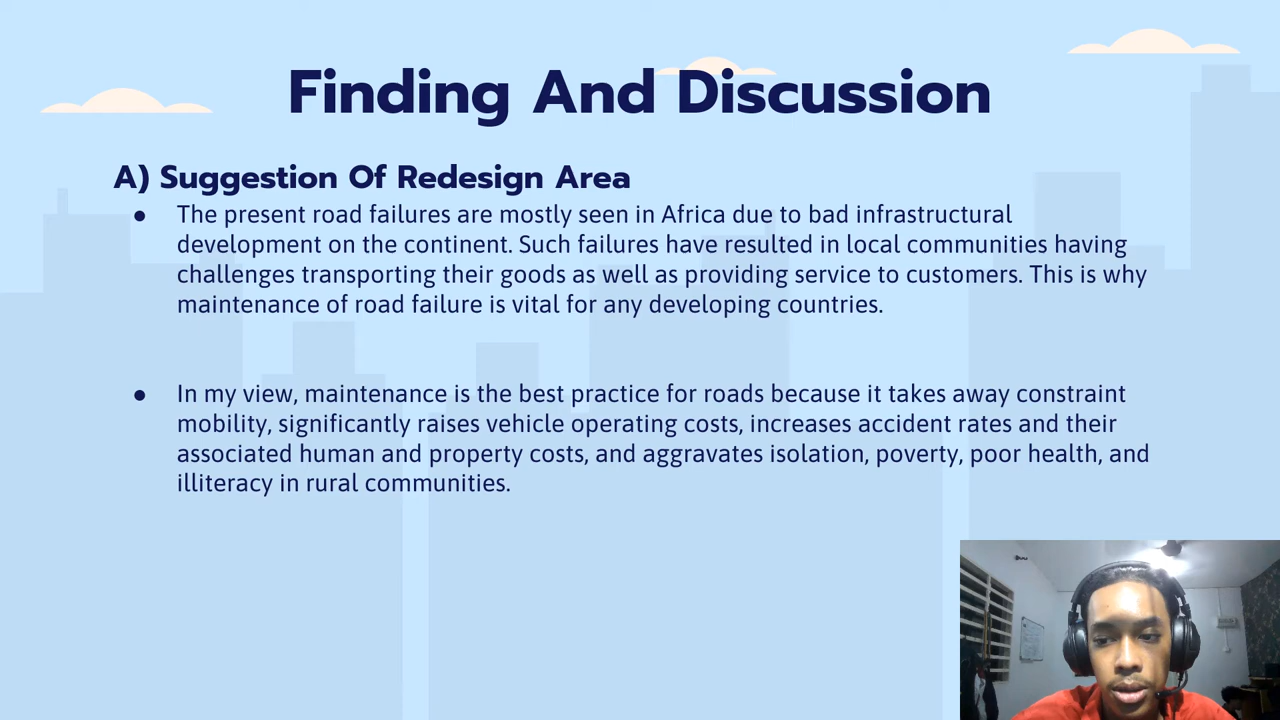 Finding And Discussion
A) Suggestion Of Redesign Area
● The present road failures are mostly seen in Africa due to bad infrastructural
development on the continent. Such failures have resulted in local communities having
challenges transporting their goods as well as providing service to customers. This is why
maintenance of road failure is vital for any developing countries.
● In my view, maintenance is the best practice for roads because it takes away constraint
mobility, significantly raises vehicle operating costs, increases accident rates and their
associated human and property costs, and aggravates isolation, poverty, poor health, and
illiteracy in rural communities.